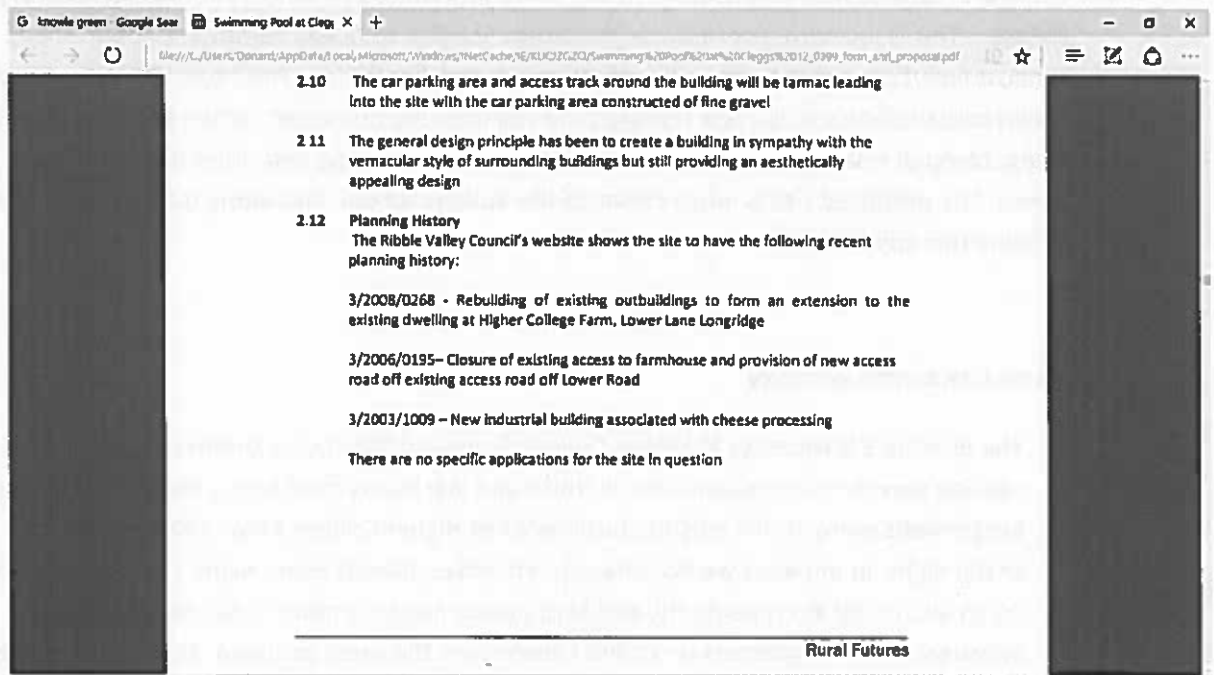 G knowle green - Google Sear Swimming Pool at Clegg × +
2.10 The car parking area and access track around the building will be tarmac leading
into the site with the car parking area constructed of fine gravel
2 11 The general design principle has been to create a building in sympathy with the
vernacular style of surrounding buildings but still providing an aesthetically
appealing design
2.12 Planning History
The Ribble Valley Council's website shows the site to have the following recent
planning history:
3/2008/0268 - Rebuilding of existing outbuildings to form an extension to the
existing dwelling at Higher College Farm, Lower Lane Longridge
3/2006/0195– Closure of existing access to farmhouse and provision of new access
road off existing access road off Lower Road
3/2003/1009 – New industrial building associated with cheese processing
There are no specific applications for the site in question
Rural Futures